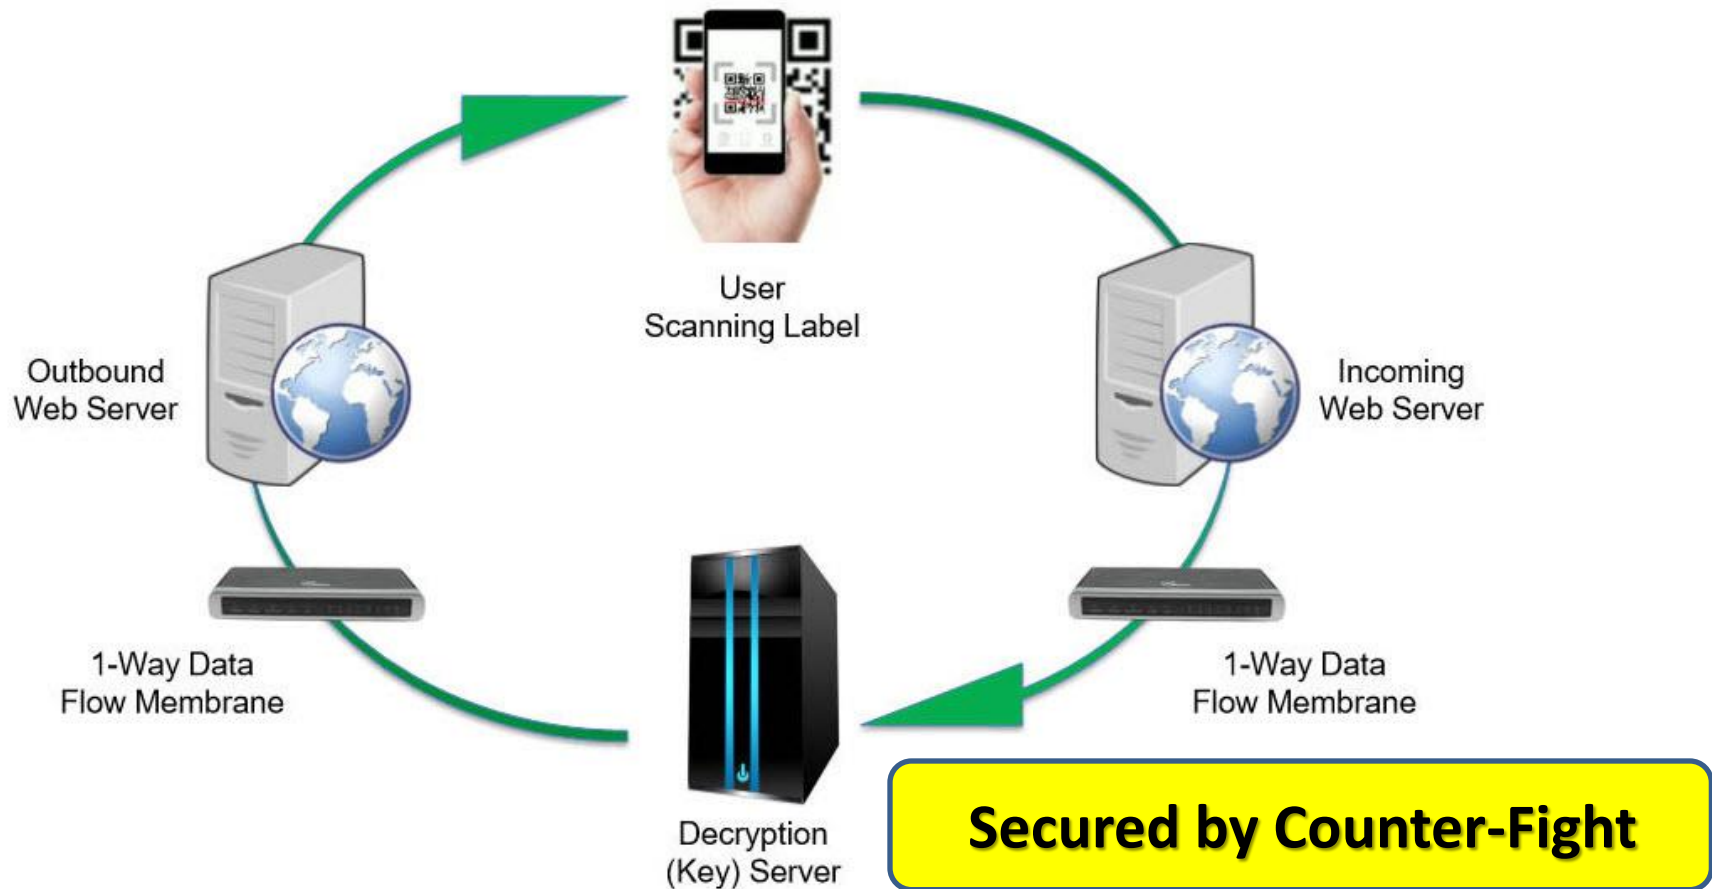 User
Scanning Label
Outbound
Web Server
Incoming
Web Server
1-Way Data
Flow Membrane
1-Way Data
Flow Membrane
Decryption
(Key) Server
Secured by Counter-Fight